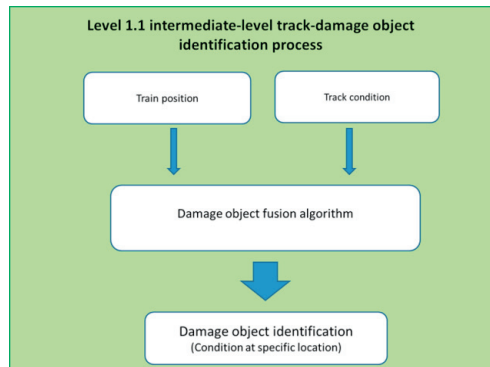 Level 1.1 intermediate-level track-damage object
identification process
Train position
Track condition
Damage object fusion algorithm
Damage object identification
(Condition at specific location)